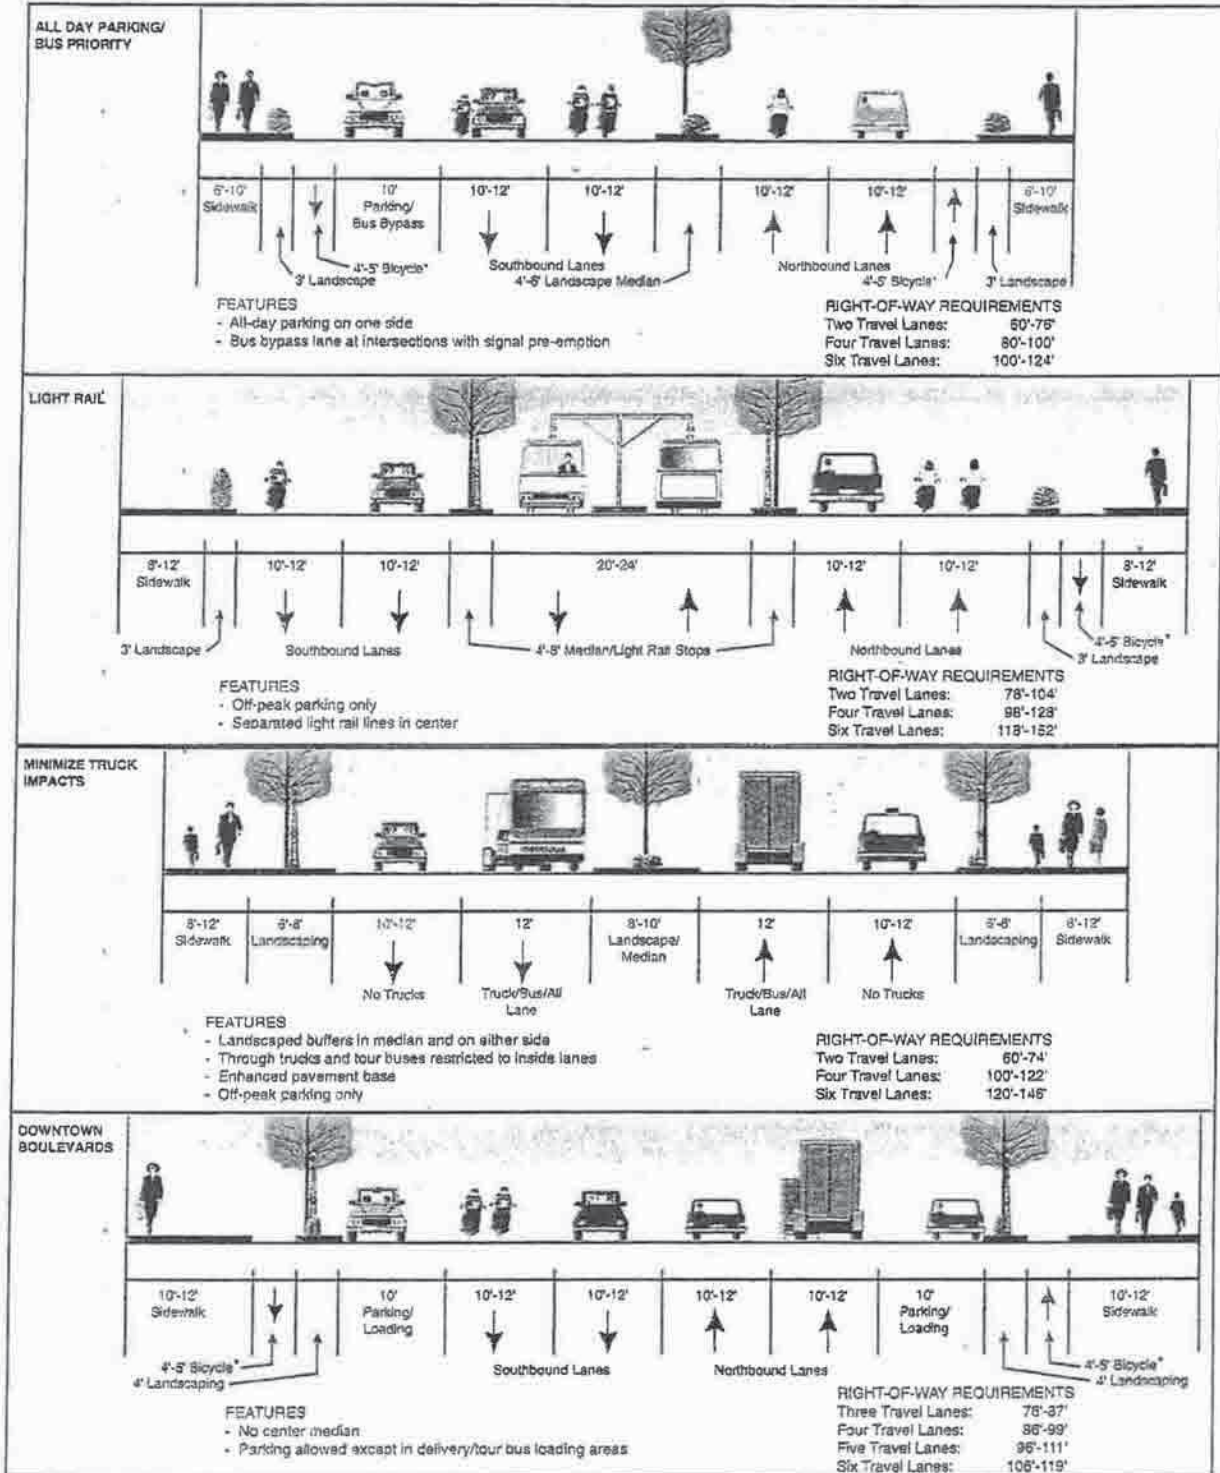 ALL DAY PARKING/
BUS PRIORITY
6'-10'
Sidewalk
10'
Parking/
Bus Bypass
10'-12'
10'-12'
10'-12'
10'-12'
6'-10'
Sidewalk
4'-5' Bicycle*
3' Landscape
Southbound Lanes
4'-6' Landscape Median
Northbound Lanes
4'-5' Bicycle*
3' Landscape
FEATURES
- All-day parking on one side
- Bus bypass lane at intersections with signal pre-emption
RIGHT-OF-WAY REQUIREMENTS
Two Travel Lanes: 60'-76'
Four Travel Lanes: 80'-100'
Six Travel Lanes: 100'-124'
LIGHT RAIL
8'-12'
Sidewalk
10'-12'
10'-12'
20'-24'
10'-12'
10'-12'
8'-12'
Sidewalk
3' Landscape
Southbound Lanes
4'-8' Median/Light Rail Stops
Northbound Lanes
4'-5' Bicycle*
3' Landscape
FEATURES
- Off-peak parking only
- Separated light rail lines in center
RIGHT-OF-WAY REQUIREMENTS
Two Travel Lanes: 78'-104'
Four Travel Lanes: 98'-128'
Six Travel Lanes: 118'-152'
MINIMIZE TRUCK
IMPACTS
8'-12'
Sidewalk
6'-8'
Landscaping
10'-12'
12'
8'-10'
Landscape/
Median
12'
10'-12'
6'-8'
Landscaping
8'-12'
Sidewalk
No Trucks
Truck/Bus/All
Lane
Truck/Bus/All
Lane
No Trucks
FEATURES
- Landscaped buffers in median and on either side
- Through trucks and tour buses restricted to inside lanes
- Enhanced pavement base
- Off-peak parking only
RIGHT-OF-WAY REQUIREMENTS
Two Travel Lanes: 60'-74'
Four Travel Lanes: 100'-122'
Six Travel Lanes: 120'-146'
DOWNTOWN
BOULEVARDS
10'-12'
Sidewalk
10'
Parking/
Loading
10'-12'
10'-12'
10'-12'
10'-12'
10'
Parking/
Loading
10'-12'
Sidewalk
4'-5' Bicycle*
4' Landscaping
Southbound Lanes
Northbound Lanes
4'-5' Bicycle*
4' Landscaping
FEATURES
- No center median
- Parking allowed except in delivery/tour bus loading areas
RIGHT-OF-WAY REQUIREMENTS
Three Travel Lanes: 76'-87'
Four Travel Lanes: 86'-99'
Five Travel Lanes: 96'-111'
Six Travel Lanes: 106'-119'